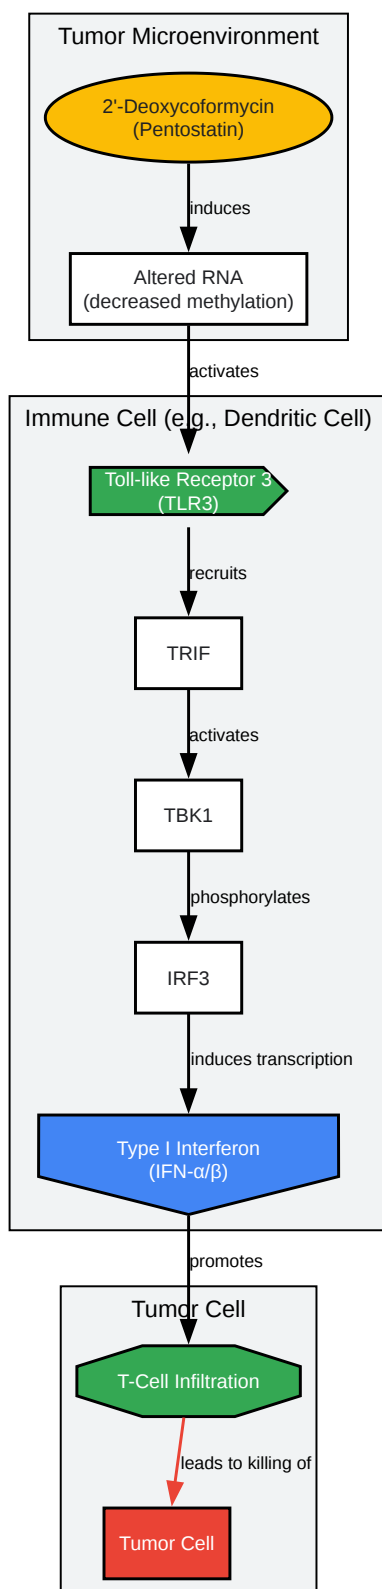 Tumor Microenvironment
2'-Deoxycoformycin
(Pentostatin)
induces
Altered RNA
(decreased methylation)
activates
Immune Cell (e.g., Dendritic Cell)
Toll-like Receptor 3
(TLR3)
recruits
TRIF
activates
TBK1
phosphorylates
IRF3
induces transcription
Type I Interferon
(IFN-α/β)
promotes
Tumor Cell
T-Cell Infiltration
leads to killing of
Tumor Cell